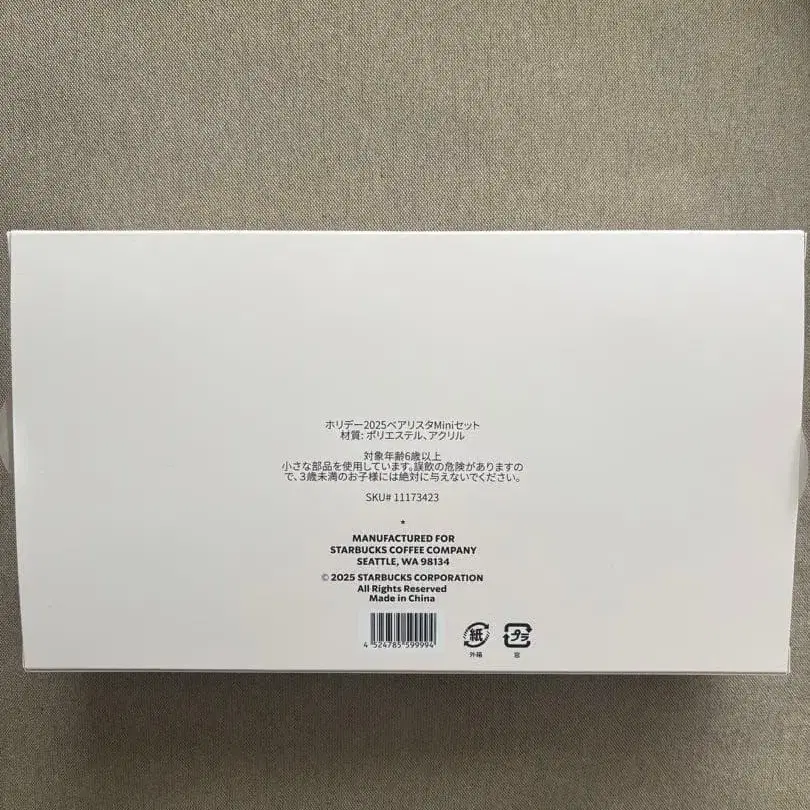 ホリデー2025ベアリスタMiniセット
材質: ポリエステル、アクリル
対象年齢6歳以上
小さな部品を使用しています。誤飲の危険がありますの
で、3歳未満のお子様には絶対に与えないでください。
SKU# 11173423
*
MANUFACTURED FOR
STARBUCKS COFFEE COMPANY
SEATTLE, WA 98134
© 2025 STARBUCKS CORPORATION
All Rights Reserved
Made in China
4 524785 599994
紙
外箱
プラ
窓